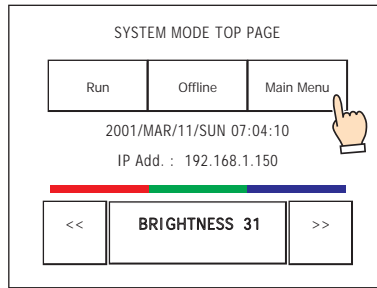 SYSTEM MODE TOP PAGE
Run Offline Main Menu
2001/MAR/11/SUN 07:04:10
IP Add. : 192.168.1.150
<< BRIGHTNESS 31 >>